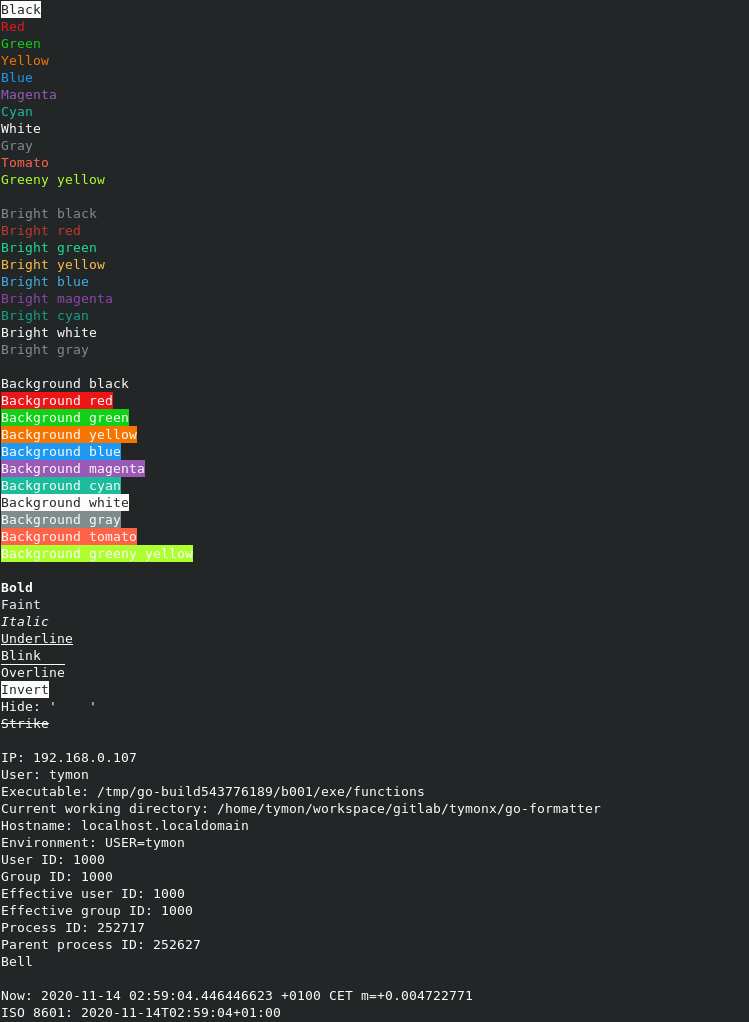 Black
Red
Green
Yellow
Blue
Magenta
Cyan
White
Gray
Tomato
Greeny yellow
Bright black
Bright red
Bright green
Bright yellow
Bright blue
Bright magenta
Bright cyan
Bright white
Bright gray
Background black
Background red
Background green
Background yellow
Background blue
Background magenta
Background cyan
Background white
Background gray
Background tomato
Background greeny yellow
Bold
Faint
Italic
Underline
Blink
Overline
Invert
Hide: '    '
Strike
IP: 192.168.0.107
User: tymon
Executable: /tmp/go-build543776189/b001/exe/functions
Current working directory: /home/tymon/workspace/gitlab/tymonx/go-formatter
Hostname: localhost.localdomain
Environment: USER=tymon
User ID: 1000
Group ID: 1000
Effective user ID: 1000
Effective group ID: 1000
Process ID: 252717
Parent process ID: 252627
Bell
Now: 2020-11-14 02:59:04.446446623 +0100 CET m=+0.004722771
ISO 8601: 2020-11-14T02:59:04+01:00